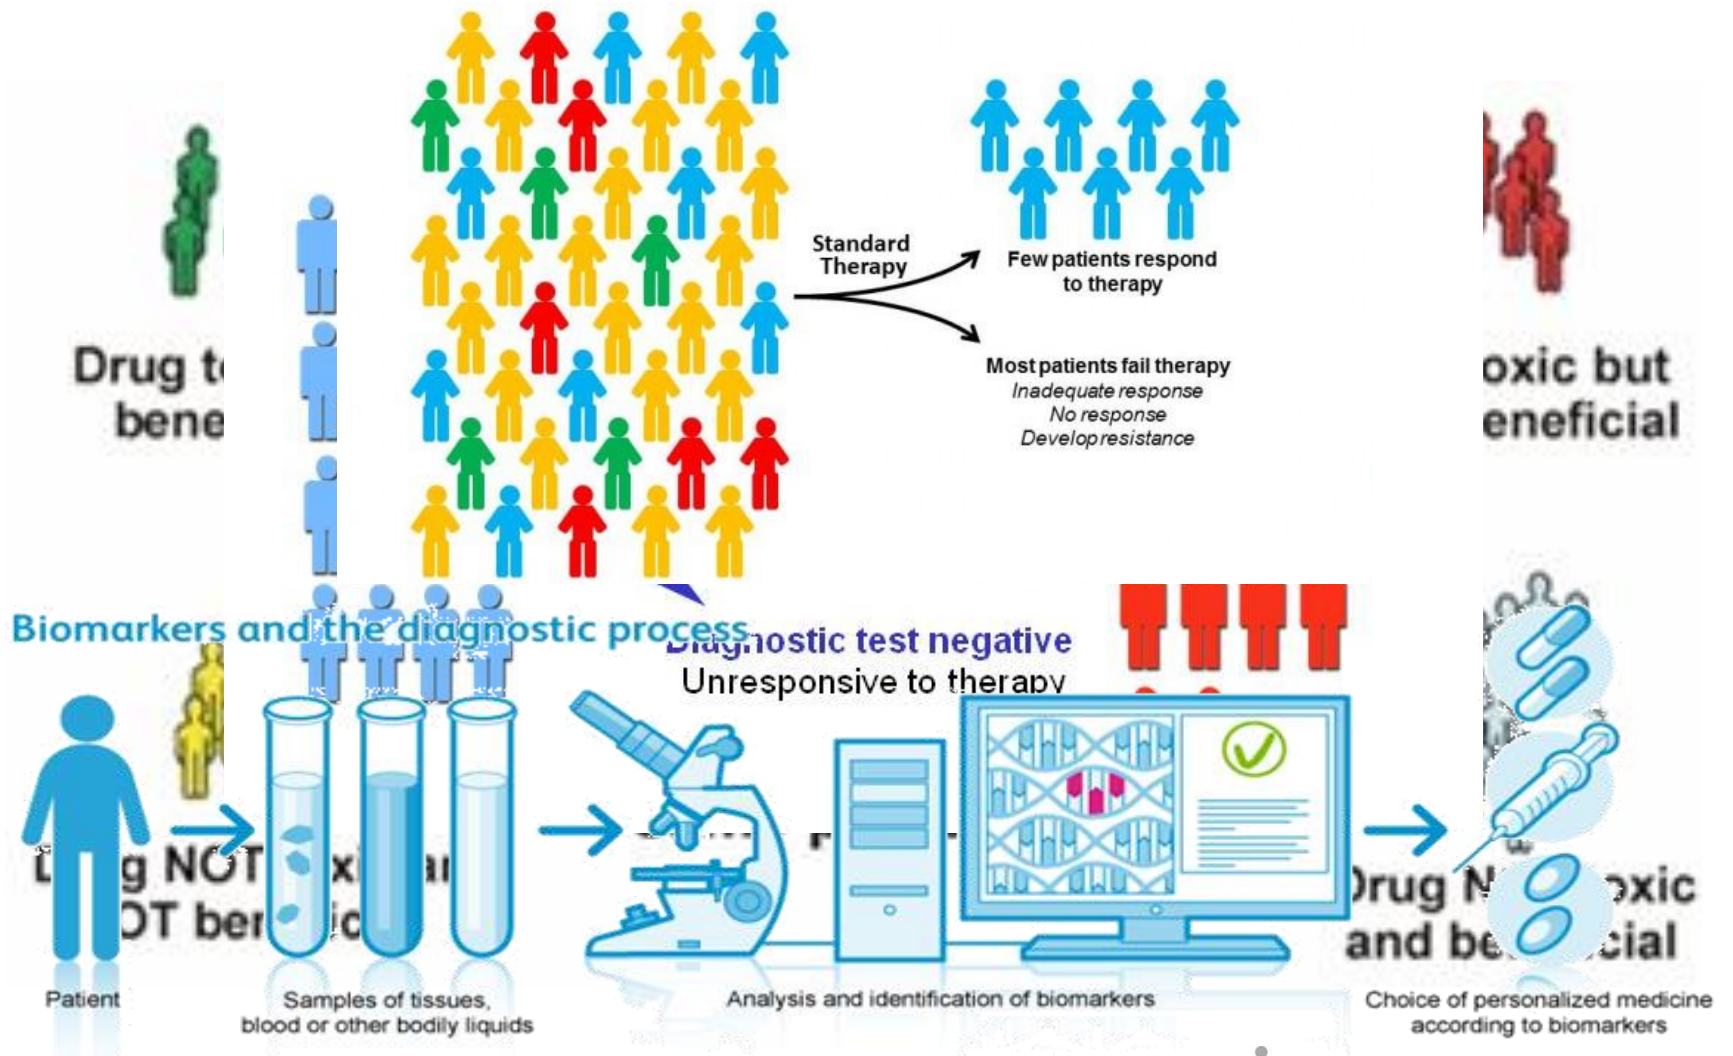 Standard
Therapy
Few patients respond
to therapy
Most patients fail therapy
Inadequate response
No response
Develop resistance
Drug
bene
oxic but
eneficial
Biomarkers and the diagnostic process
Diagnostic test negative
Unresponsive to therapy
NOT
OT
Drug
oxic
and
cial
Patient
Samples of tissues,
blood or other bodily liquids
Analysis and identification of biomarkers
Choice of personalized medicine
according to biomarkers